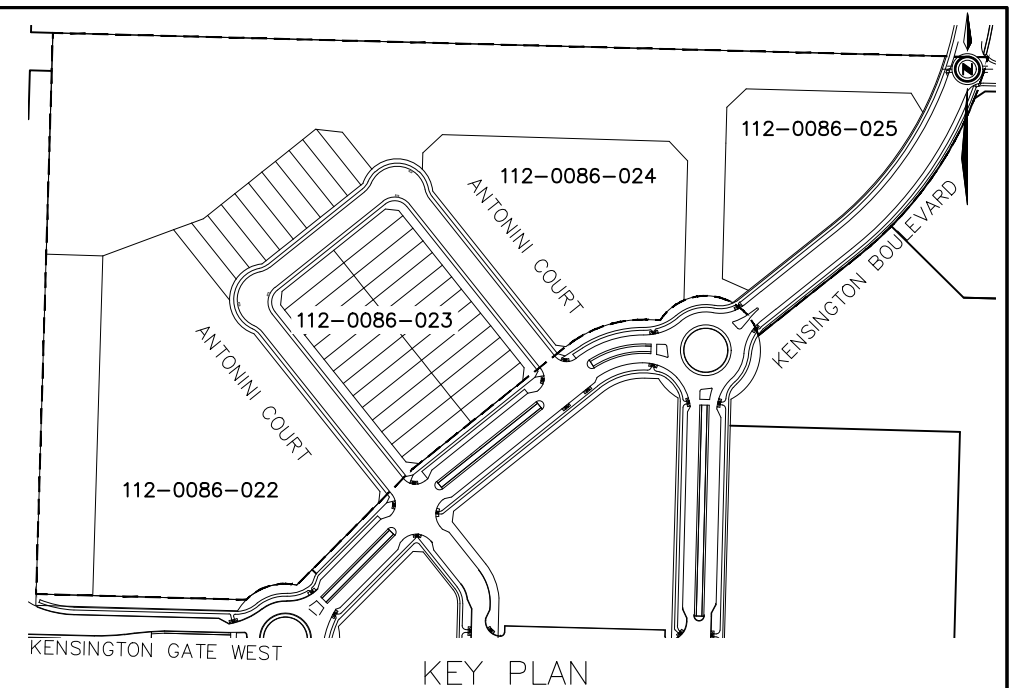 112-0086-025
112-0086-024
ANTONINI COURT
KENSINGTON BOULEVARD
112-0086-023
ANTONINI COURT
112-0086-022
KENSINGTON GATE WEST
KEY PLAN